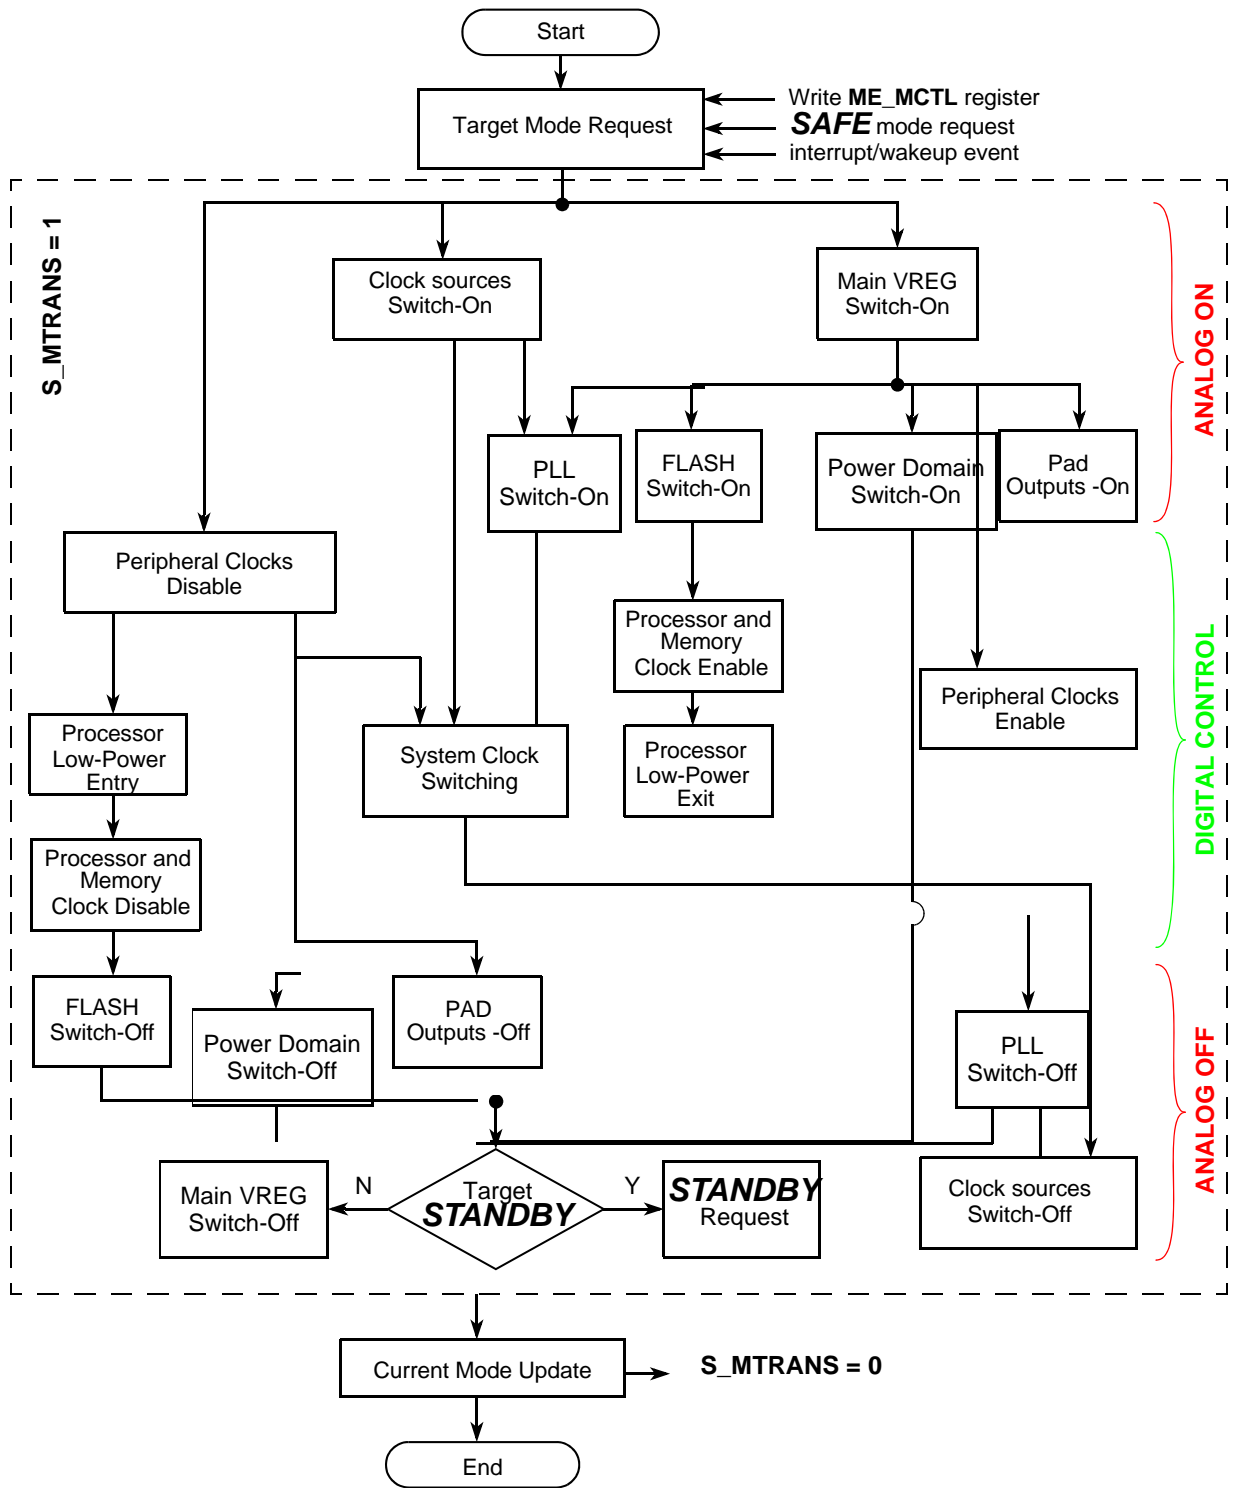 Start
Target Mode Request
Write ME_MCTL register
SAFE mode request
interrupt/wakeup event
S_MTRANS = 1
Clock sources
Switch-On
Main VREG
Switch-On
ANALOG ON
PLL
Switch-On
FLASH
Switch-On
Power Domain
Switch-On
Pad
Outputs -On
Peripheral Clocks
Disable
Processor and
Memory
Clock Enable
Peripheral Clocks
Enable
DIGITAL CONTROL
Processor
Low-Power
Entry
System Clock
Switching
Processor
Low-Power
Exit
Processor and
Memory
Clock Disable
FLASH
Switch-Off
Power Domain
Switch-Off
PAD
Outputs -Off
PLL
Switch-Off
ANALOG OFF
Main VREG
Switch-Off
N
Target
STANDBY
Y
STANDBY
Request
Clock sources
Switch-Off
Current Mode Update
S_MTRANS = 0
End